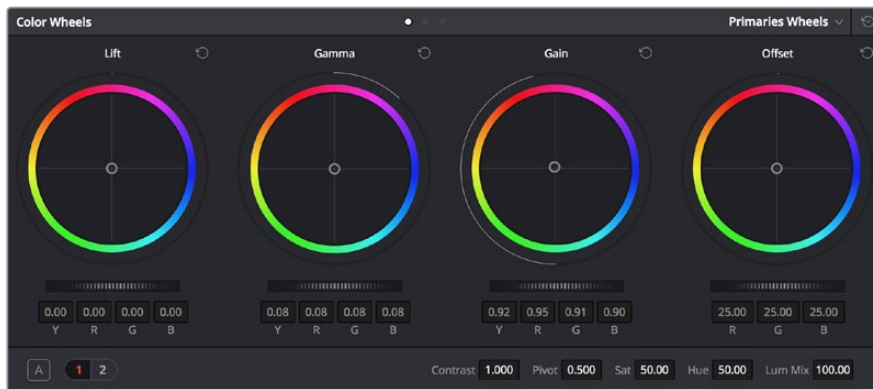 Color Wheels Primaries Wheels
Lift Gamma Gain Offset
0.00 0.00 0.00 0.00 0.08 0.08 0.08 0.08 0.92 0.95 0.91 0.90 25.00 25.00 25.00
Y R G B Y R G B Y R G B R G B
A 1 2 Contrast 1.000 Pivot 0.500 Sat 50.00 Hue 50.00 Lum Mix 100.00